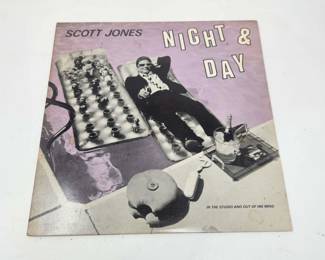 SCOTT JONES
NIGHT &
DAY
IN THE STUDIO AND OUT OF HIS MIND